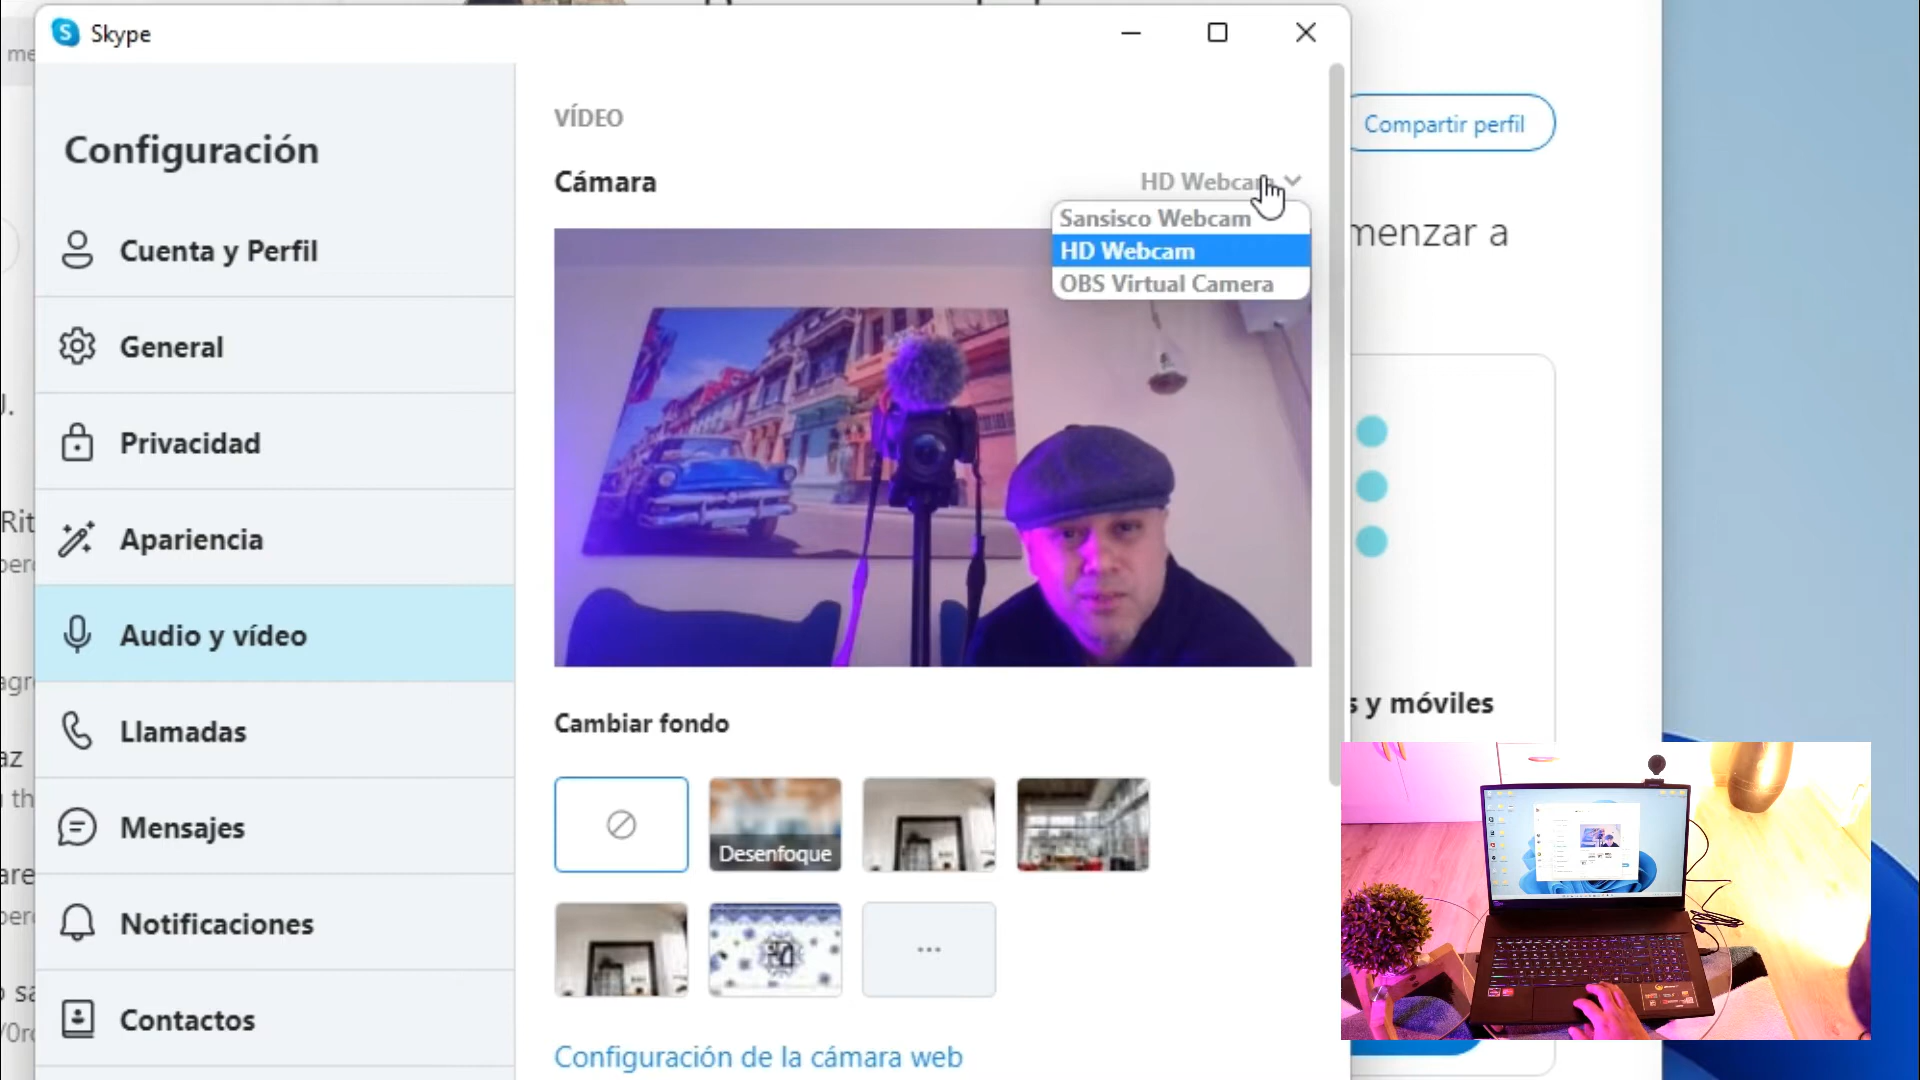 Skype
Configuración
Cuenta y Perfil
General
Privacidad
Apariencia
Audio y vídeo
Llamadas
Mensajes
Notificaciones
Contactos
VÍDEO
Cámara
HD Webcam
Sansisco Webcam
HD Webcam
OBS Virtual Camera
Cambiar fondo
Desenfoque
Configuración de la cámara web
Compartir perfil
menzar a
s y móviles